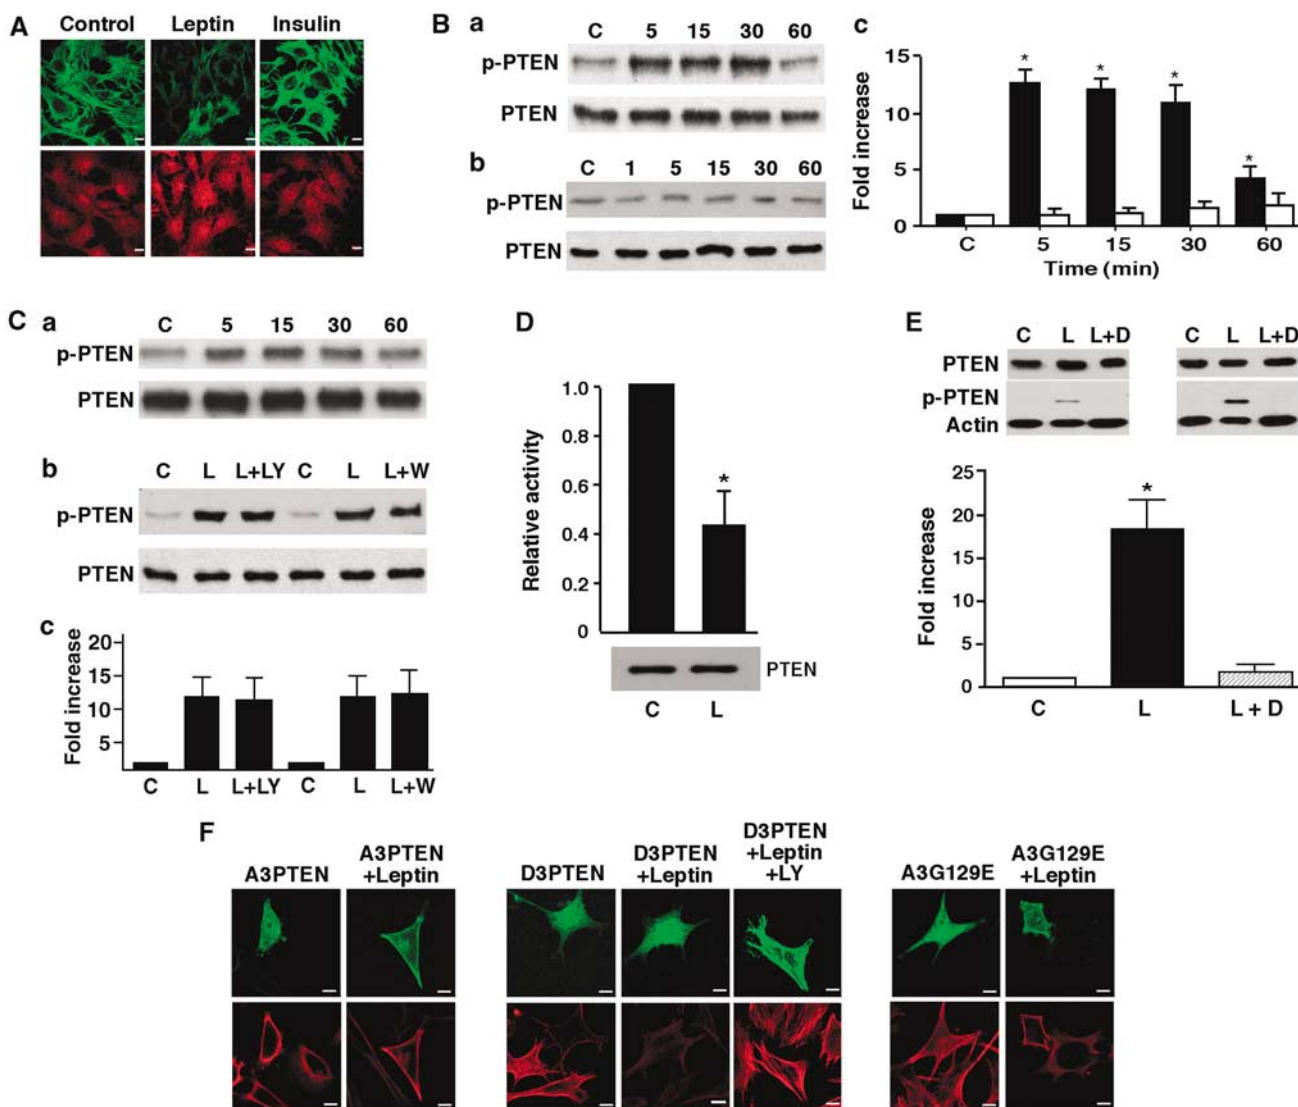 A
Control Leptin Insulin
B a
C 5 15 30 60
p-PTEN
PTEN
b
C 1 5 15 30 60
p-PTEN
PTEN
c
15
10
5
0
Fold increase
* * * *
C 5 15 30 60
Time (min)
C a
C 5 15 30 60
p-PTEN
PTEN
b
C L L+LY C L L+W
p-PTEN
PTEN
c
20
15
10
5
Fold increase
C L L+LY C L L+W
D
1.0
0.8
0.6
0.4
0.2
0
Relative activity
*
PTEN
C L
E
C L L+D C L L+D
PTEN
p-PTEN
Actin
25
20
15
10
5
0
Fold increase
*
C L L + D
F
A3PTEN
A3PTEN
+Leptin
D3PTEN
D3PTEN
+Leptin
D3PTEN
+Leptin
+LY
A3G129E
A3G129E
+Leptin